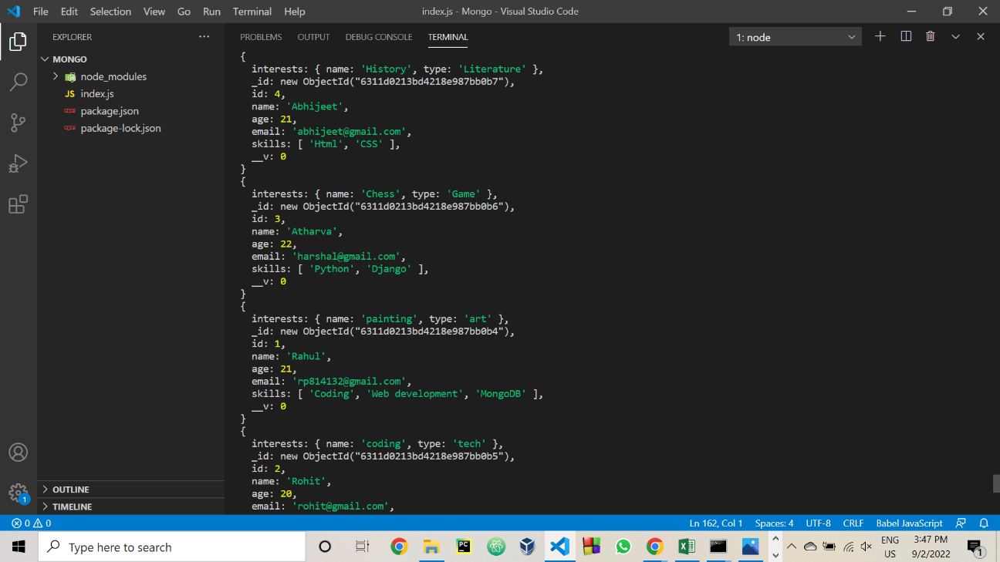 File Edit Selection View Go Run Terminal Help index.js - Mongo - Visual Studio Code
EXPLORER
MONGO
node_modules
JS index.js
package.json
package-lock.json
OUTLINE
TIMELINE
1
PROBLEMS OUTPUT DEBUG CONSOLE TERMINAL 1: node
{
interests: { name: 'History', type: 'Literature' },
_id: new ObjectId("6311d0213bd4218e987bb0b7"),
id: 4,
name: 'Abhijeet',
age: 21,
email: 'abhijeet@gmail.com',
skills: [ 'Html', 'CSS' ],
__v: 0
}
{
interests: { name: 'Chess', type: 'Game' },
_id: new ObjectId("6311d0213bd4218e987bb0b6"),
id: 3,
name: 'Atharva',
age: 22,
email: 'harshal@gmail.com',
skills: [ 'Python', 'Django' ],
__v: 0
}
{
interests: { name: 'painting', type: 'art' },
_id: new ObjectId("6311d0213bd4218e987bb0b4"),
id: 1,
name: 'Rahul',
age: 21,
email: 'rp814132@gmail.com',
skills: [ 'Coding', 'Web development', 'MongoDB' ],
__v: 0
}
{
interests: { name: 'coding', type: 'tech' },
_id: new ObjectId("6311d0213bd4218e987bb0b5"),
id: 2,
name: 'Rohit',
age: 20,
email: 'rohit@gmail.com',
0 0 Ln 162, Col 1 Spaces: 4 UTF-8 CRLF Babel JavaScript
Type here to search
PC
ENG
US
3:47 PM
9/2/2022
1